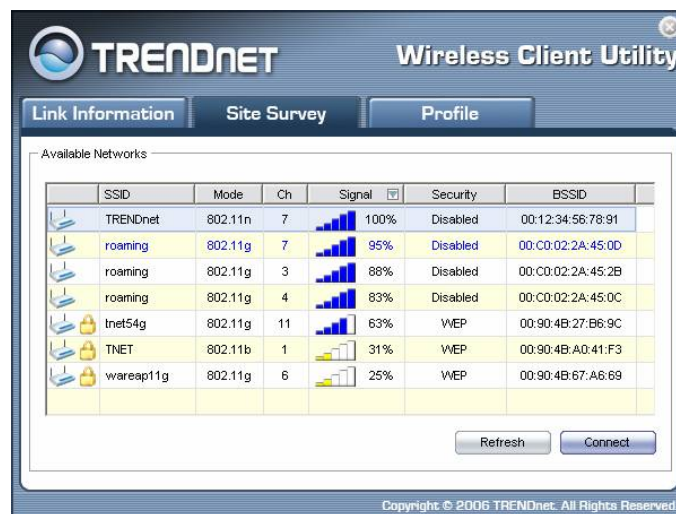 TRENDnet
Wireless Client Utility
Link Information Site Survey Profile
Available Networks
SSID Mode Ch Signal Security BSSID
TRENDnet 802.11n 7 100% Disabled 00:12:34:56:78:91
roaming 802.11g 7 95% Disabled 00:C0:02:2A:45:0D
roaming 802.11g 3 88% Disabled 00:C0:02:2A:45:2B
roaming 802.11g 4 83% Disabled 00:C0:02:2A:45:0C
tnet54g 802.11g 11 63% WEP 00:90:4B:27:B6:9C
TNET 802.11b 1 31% WEP 00:90:4B:A0:41:F3
wareap11g 802.11g 6 25% WEP 00:90:4B:67:A6:69
Refresh Connect
Copyright © 2006 TRENDnet. All Rights Reserved